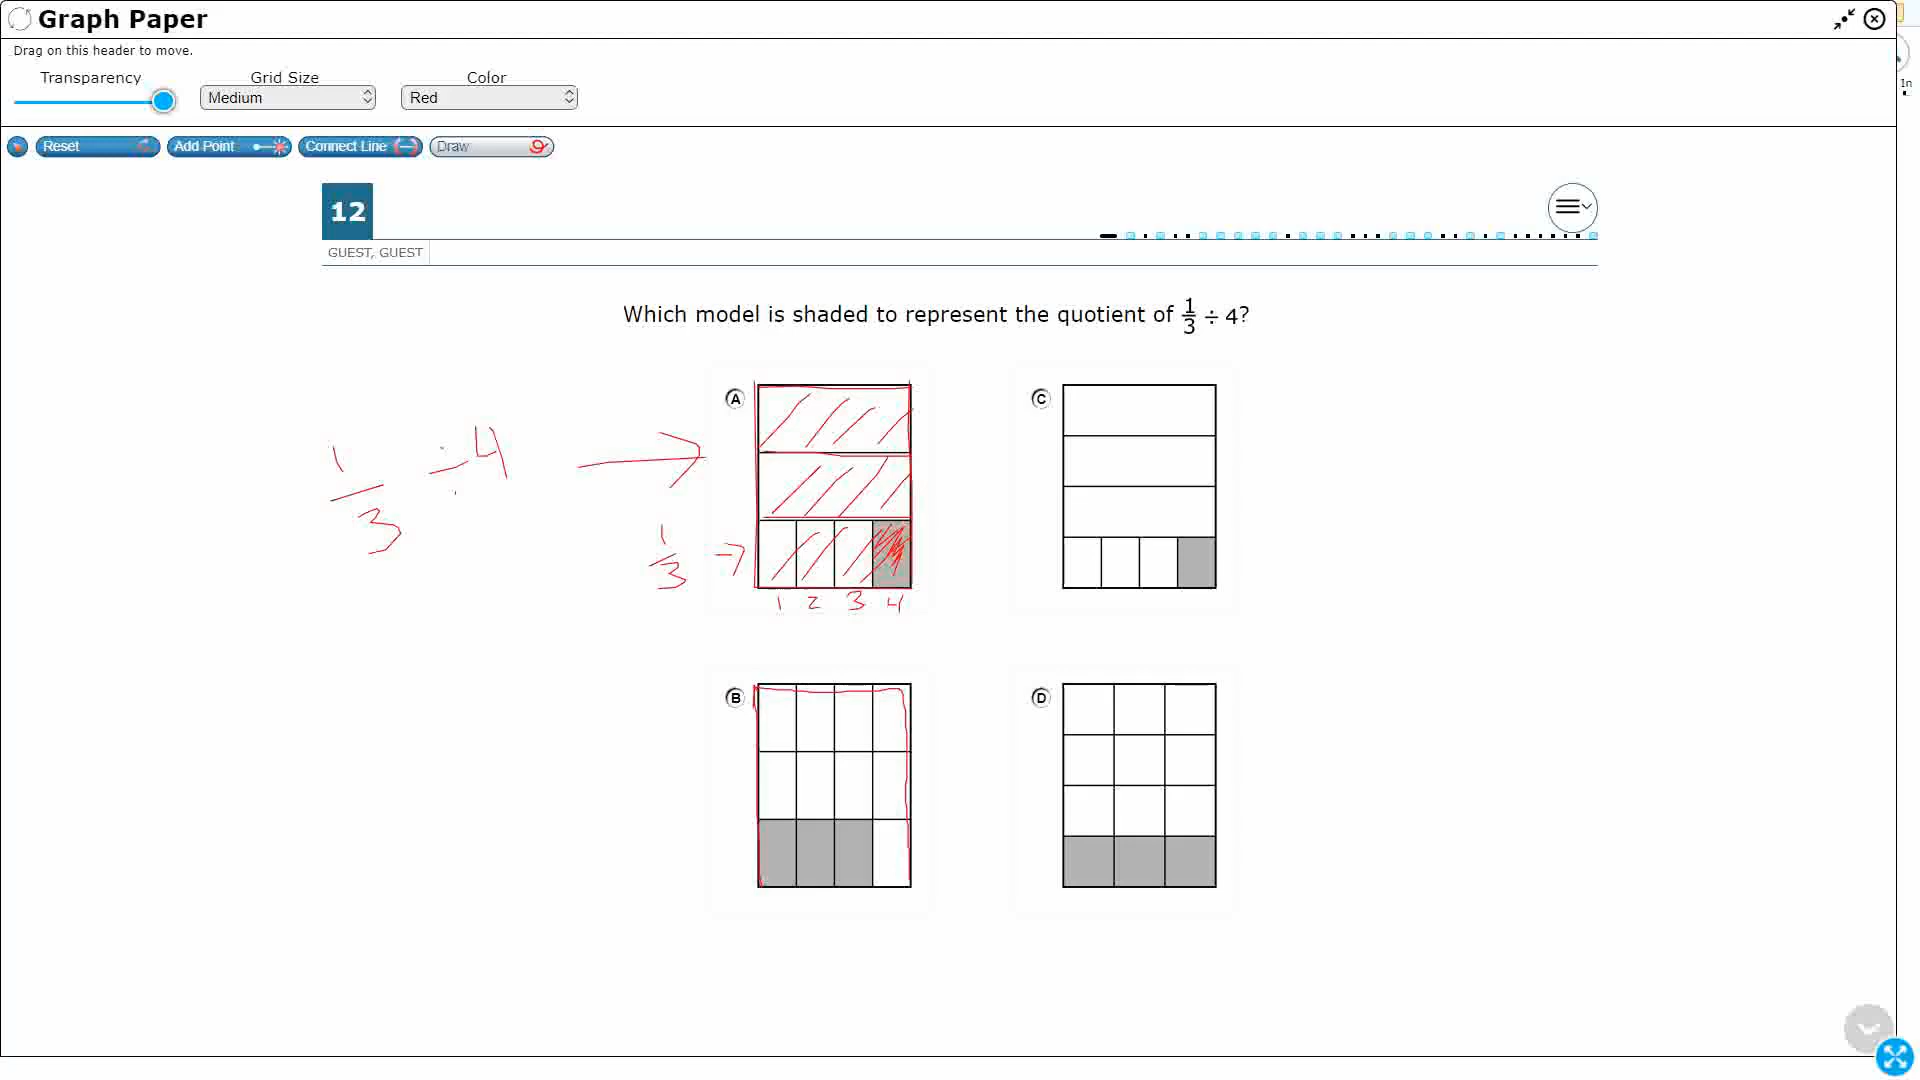 Graph Paper
Drag on this header to move.
Transparency
Grid Size
Color
Medium
Red
Reset
Add Point
Connect Line
Draw
In
12
GUEST, GUEST
Which model is shaded to represent the quotient of 1/3 ÷ 4?
A
C
1/3 ÷ 4
1/3
1 2 3 4
B
D